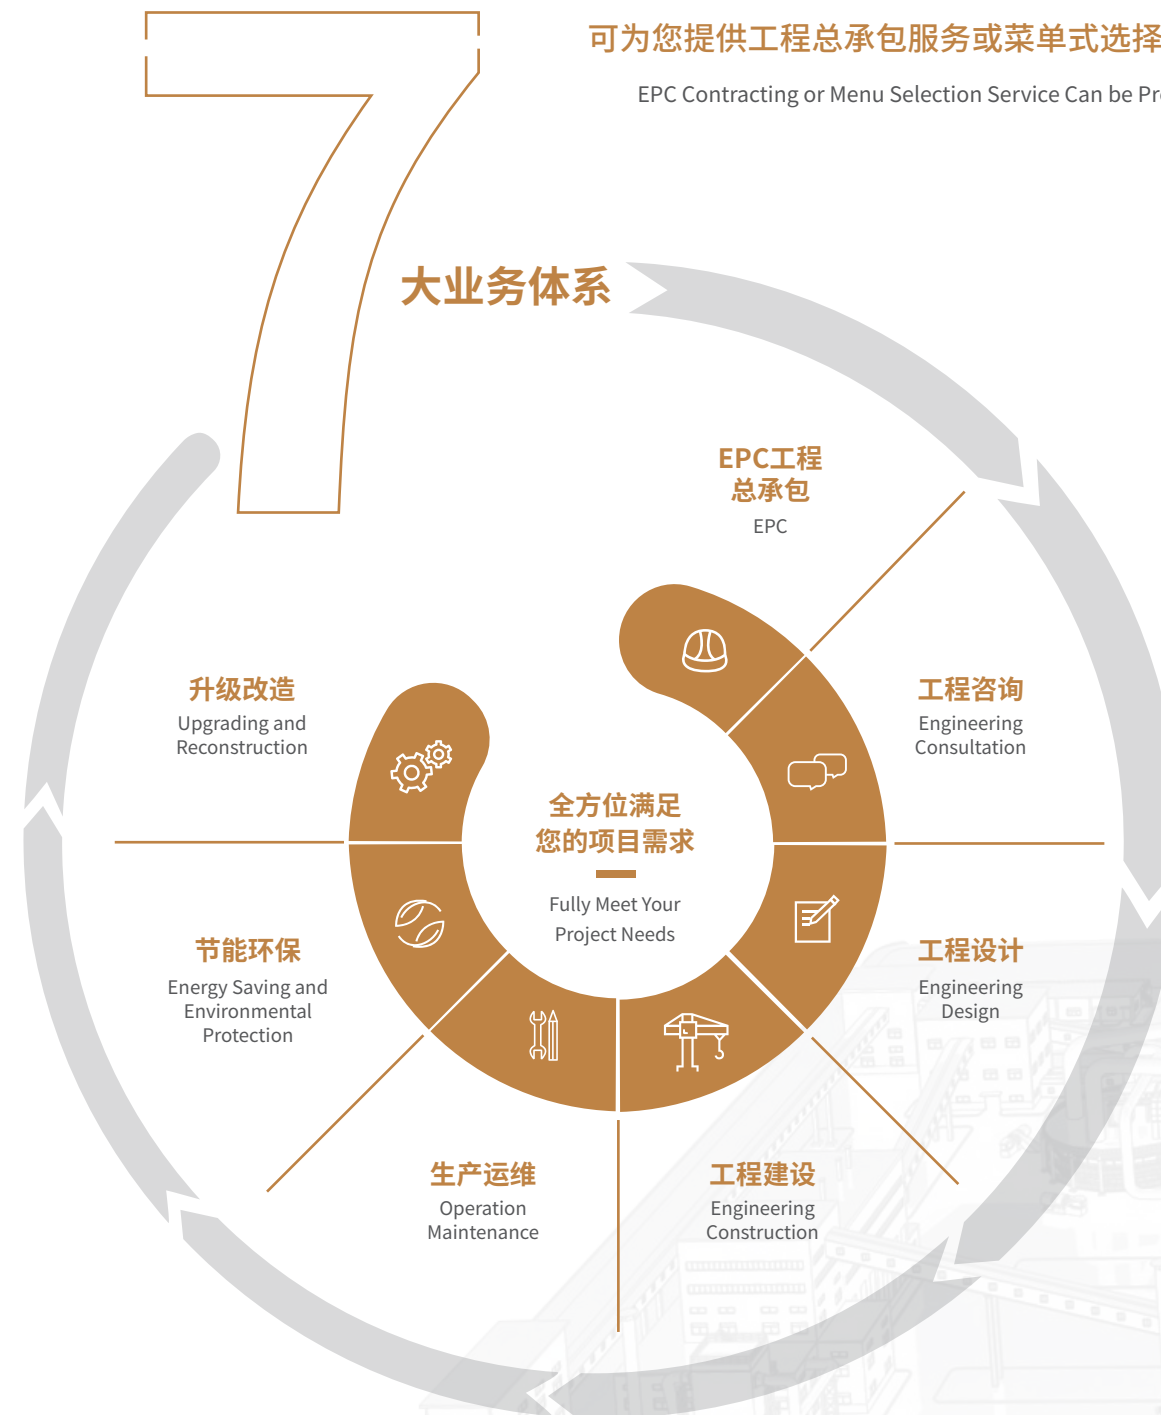 7
可为您提供工程总承包服务或菜单式选择
EPC Contracting or Menu Selection Service Can be
大业务体系
EPC工程
总承包
EPC
工程咨询
Engineering
Consultation
工程设计
Engineering
Design
工程建设
Engineering
Construction
生产运维
Operation
Maintenance
节能环保
Energy Saving and
Environmental
Protection
升级改造
Upgrading and
Reconstruction
全方位满足
您的项目需求
Fully Meet Your
Project Needs